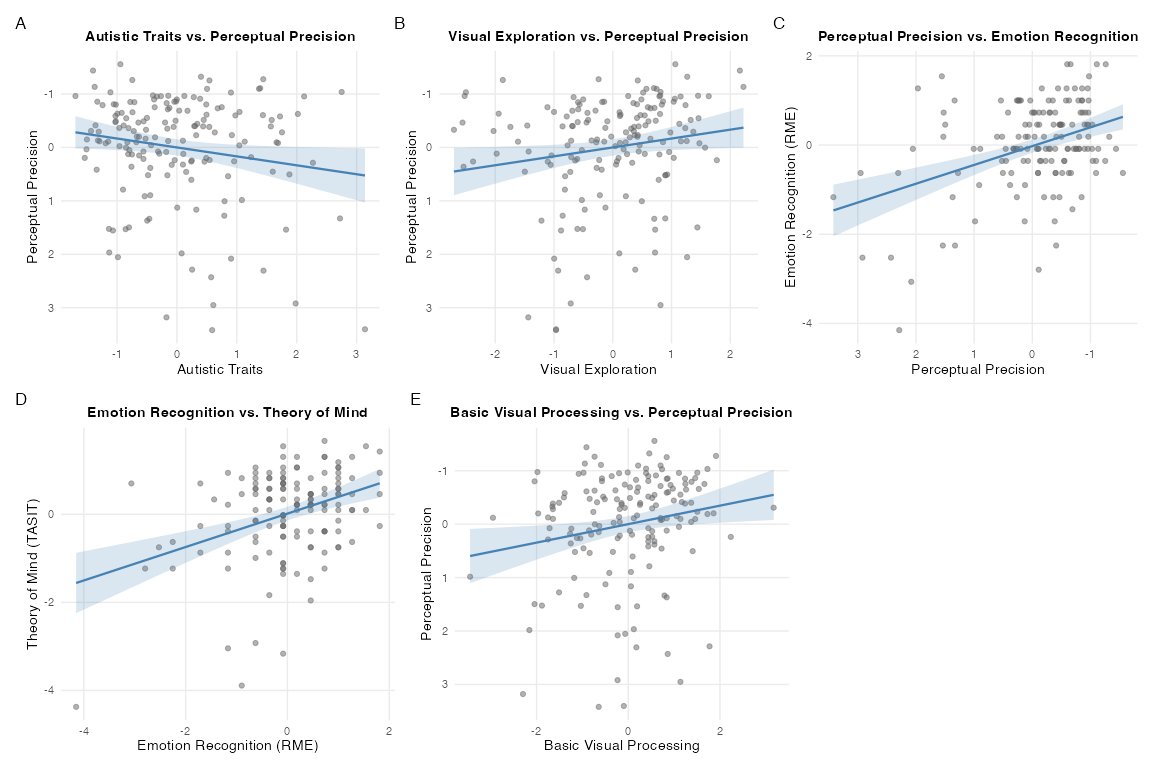 A
Autistic Traits vs. Perceptual Precision
Perceptual Precision
-1
0
1
2
3
-1
0
1
2
3
Autistic Traits
B
Visual Exploration vs. Perceptual Precision
Perceptual Precision
-1
0
1
2
3
-2
-1
0
1
2
Visual Exploration
C
Perceptual Precision vs. Emotion Recognition
Emotion Recognition (RME)
2
0
-2
-4
3
2
1
0
-1
Perceptual Precision
D
Emotion Recognition vs. Theory of Mind
Theory of Mind (TASIT)
0
-2
-4
-4
-2
0
2
Emotion Recognition (RME)
E
Basic Visual Processing vs. Perceptual Precision
Perceptual Precision
-1
0
1
2
3
-2
0
2
Basic Visual Processing